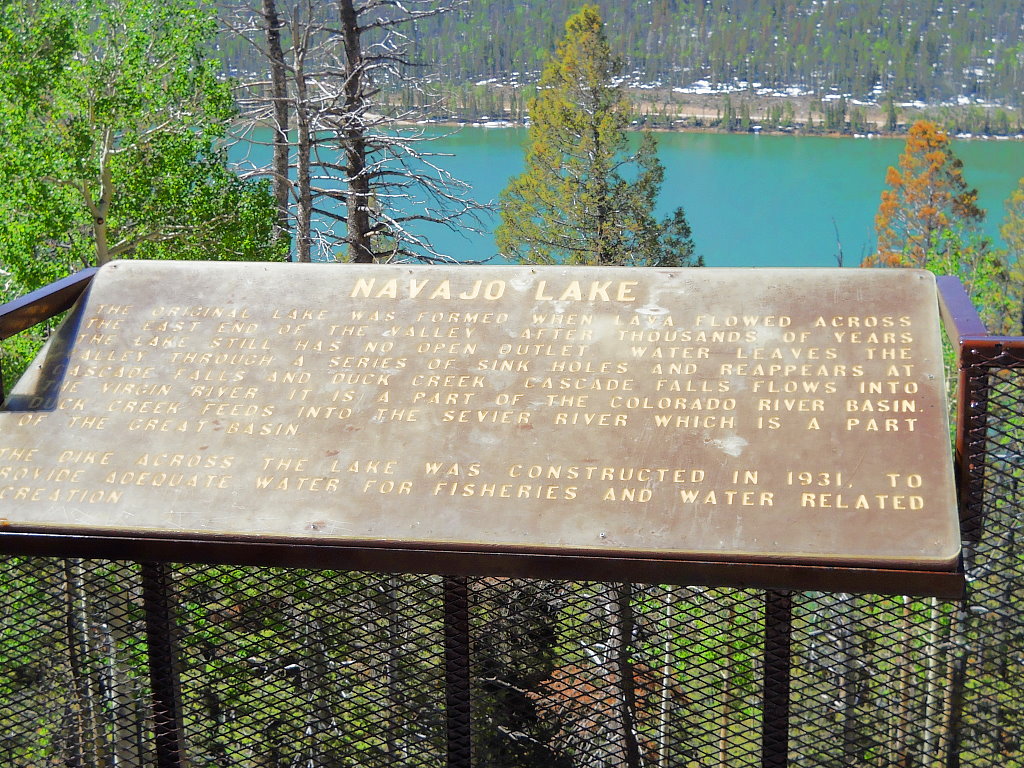 NAVAJO LAKE
THE ORIGINAL LAKE WAS FORMED WHEN LAVA FLOWED ACROSS
THE EAST END OF THE VALLEY. AFTER THOUSANDS OF YEARS
THE LAKE STILL HAS NO OPEN OUTLET. WATER LEAVES THE
VALLEY THROUGH A SERIES OF SINK HOLES AND REAPPEARS AT
CASCADE FALLS AND DUCK CREEK. CASCADE FALLS FLOWS INTO
THE VIRGIN RIVER. IT IS A PART OF THE COLORADO RIVER BASIN.
DUCK CREEK FEEDS INTO THE SEVIER RIVER WHICH IS A PART
OF THE GREAT BASIN.
THE DIKE ACROSS THE LAKE WAS CONSTRUCTED IN 1931, TO
ROVIDE ADEQUATE WATER FOR FISHERIES AND WATER RELATED
CREATION